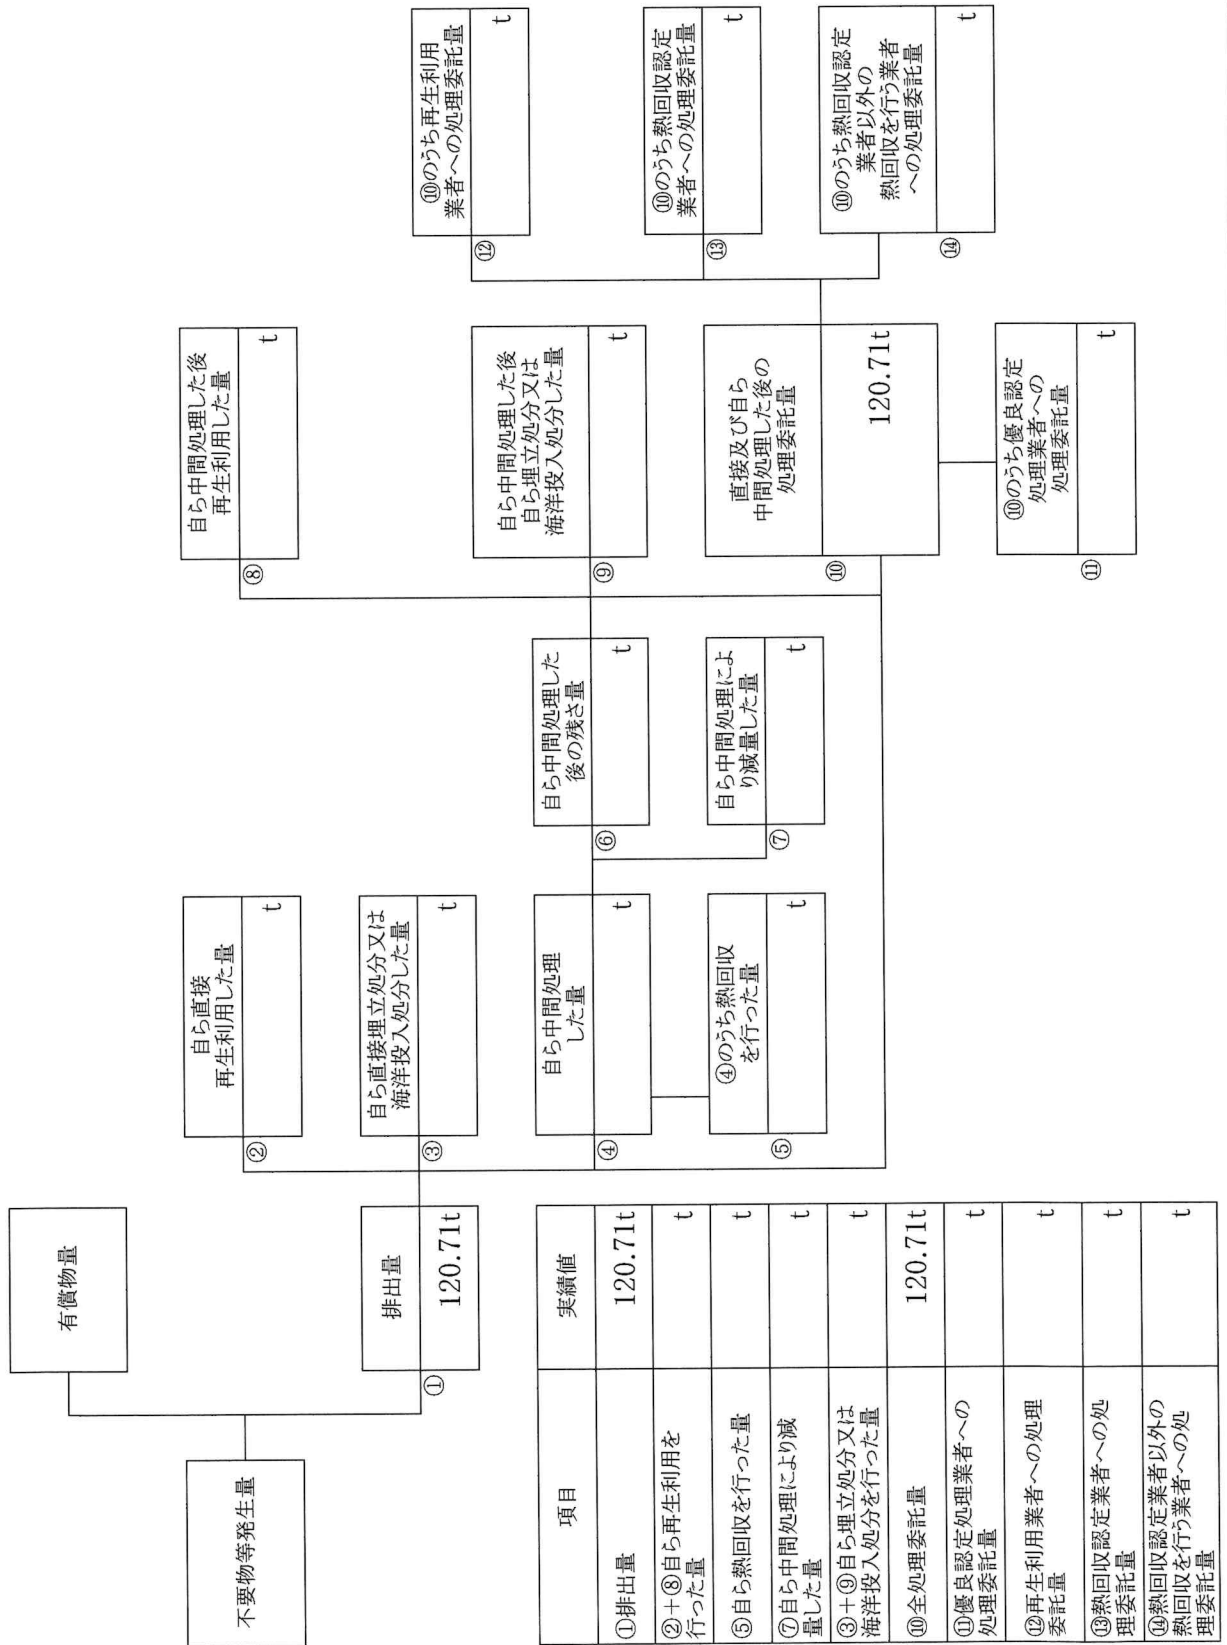 不要物等発生量
有償物量
排出量
①
120.71t
自ら直接
再生利用した量
②
t
自ら直接埋立処分又は
海洋投入処分した量
③
t
自ら中間処理
した量
④
t
④のうち熱回収
を行った量
⑤
t
自ら中間処理した
後の残さ量
⑥
t
自ら中間処理によ
り減量した量
⑦
t
自ら中間処理した後
再生利用した量
⑧
t
自ら中間処理した後
自ら埋立処分又は
海洋投入処分した量
⑨
t
直接及び自ら
中間処理した後の
処理委託量
⑩
120.71t
⑩のうち優良認定
処理業者への
処理委託量
⑪
t
⑩のうち再生利用
業者への処理委託量
⑫
t
⑩のうち熱回収認定
業者への処理委託量
⑬
t
⑩のうち熱回収認定
業者以外の
熱回収を行う業者
への処理委託量
⑭
t
項目 実績値
①排出量 120.71t
②+⑧自ら再生利用を
行った量 t
⑤自ら熱回収を行った量 t
⑦自ら中間処理により減
量した量 t
③+⑨自ら埋立処分又は
海洋投入処分を行った量 t
⑩全処理委託量 120.71t
⑪優良認定処理業者への
処理委託量 t
⑫再生利用業者への処理
委託量 t
⑬熱回収認定業者への処
理委託量 t
⑭熱回収認定業者以外の
熱回収を行う業者への処
理委託量 t